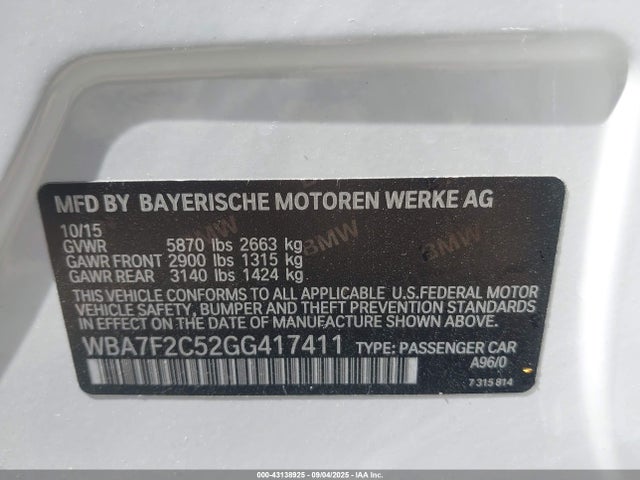 MFD BY BAYERISCHE MOTOREN WERKE AG
10/15
GVWR 5870 lbs 2663 kg
GAWR FRONT 2900 lbs 1315 kg
GAWR REAR 3140 lbs 1424 kg
THIS VEHICLE CONFORMS TO ALL APPLICABLE U.S.FEDERAL MOTOR
VEHICLE SAFETY, BUMPER AND THEFT PREVENTION STANDARDS
IN EFFECT ON THE DATE OF MANUFACTURE SHOWN ABOVE.
WBA7F2C52GG417411 TYPE: PASSENGER CAR
A96/0
7 315 814
BMW
BMW
BMW
000-43138925 - 09/04/2025 - IAA Inc.